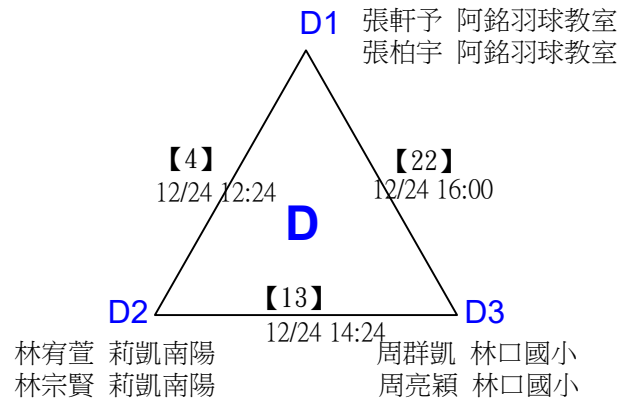 D1 張軒予 阿銘羽球教室
張柏宇 阿銘羽球教室
【4】 【22】
12/24 12:24 12/24 16:00
D
【13】
D2 D3
12/24 14:24
林宥萱 莉凱南陽 周群凱 林口國小
林宗賢 莉凱南陽 周亮穎 林口國小